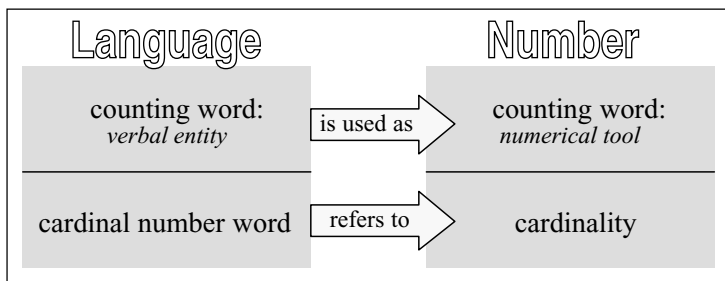 Language Number
counting word: is used as counting word:
verbal entity numerical tool
cardinal number word refers to cardinality